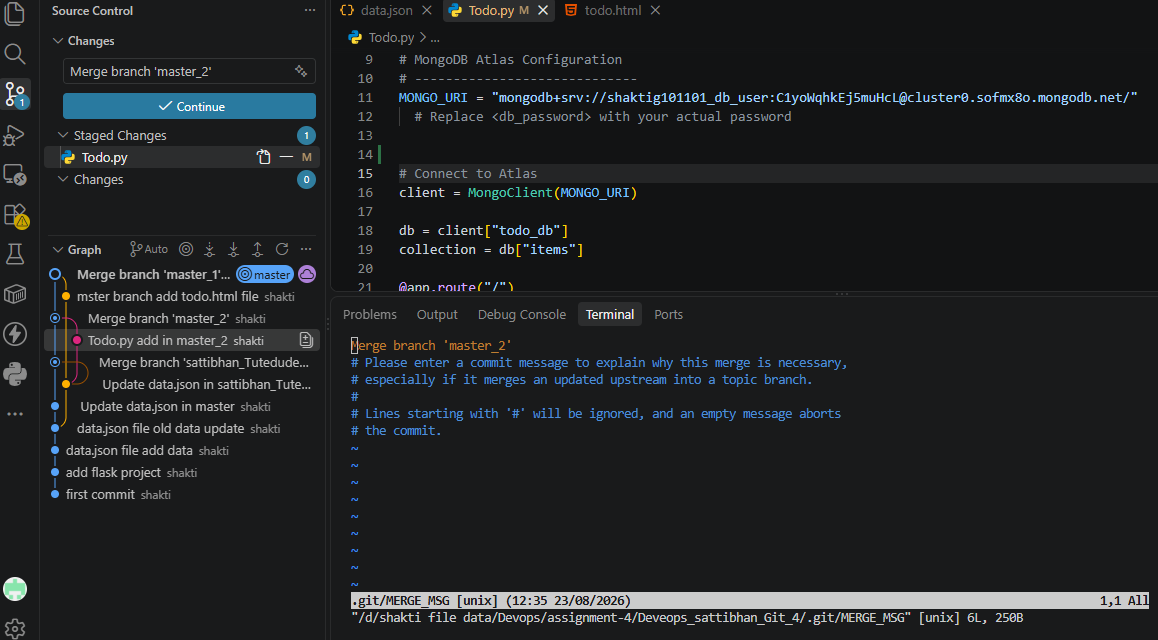 Source Control
Changes
Merge branch 'master_2'
Continue
Staged Changes 1
Todo.py M
Changes 0
Graph Auto
Merge branch 'master_1'... master
mster branch add todo.html file shakti
Merge branch 'master_2' shakti
Todo.py add in master_2 shakti
Merge branch 'sattibhan_Tutedude...
Update data.json in sattibhan_Tute...
Update data.json in master shakti
data.json file old data update shakti
data.json file add data shakti
add flask project shakti
first commit shakti
1
data.json Todo.py M todo.html
Todo.py > ...
9 # MongoDB Atlas Configuration
10 # -----------------------------
11 MONGO_URI = "mongodb+srv://shaktig101101_db_user:C1yoWqhkEj5muHcL@cluster0.sofmx8o.mongodb.net/"
12 # Replace <db_password> with your actual password
13
14
15 # Connect to Atlas
16 client = MongoClient(MONGO_URI)
17
18 db = client["todo_db"]
19 collection = db["items"]
20
21 @app.route("/")
Problems Output Debug Console Terminal Ports
Merge branch 'master_2'
# Please enter a commit message to explain why this merge is necessary,
# especially if it merges an updated upstream into a topic branch.
#
# Lines starting with '#' will be ignored, and an empty message aborts
# the commit.
~
~
~
~
~
~
~
~
~
.git/MERGE_MSG [unix] (12:35 23/08/2026) 1,1 All
"/d/shakti file data/Devops/assignment-4/Deveops_sattibhan_Git_4/.git/MERGE_MSG" [unix] 6L, 250B